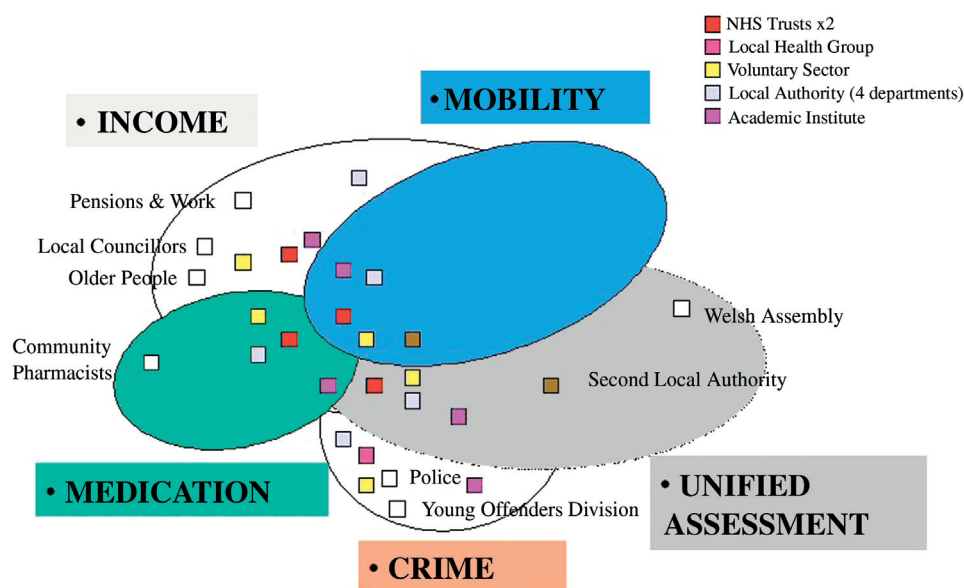 NHS Trusts x2
Local Health Group
Voluntary Sector
Local Authority (4 departments)
Academic Institute
• MOBILITY
• INCOME
Pensions & Work
Local Councillors
Older People
Welsh Assembly
Community
Pharmacists
Second Local Authority
• MEDICATION
Police
Young Offenders Division
• UNIFIED
ASSESSMENT
• CRIME